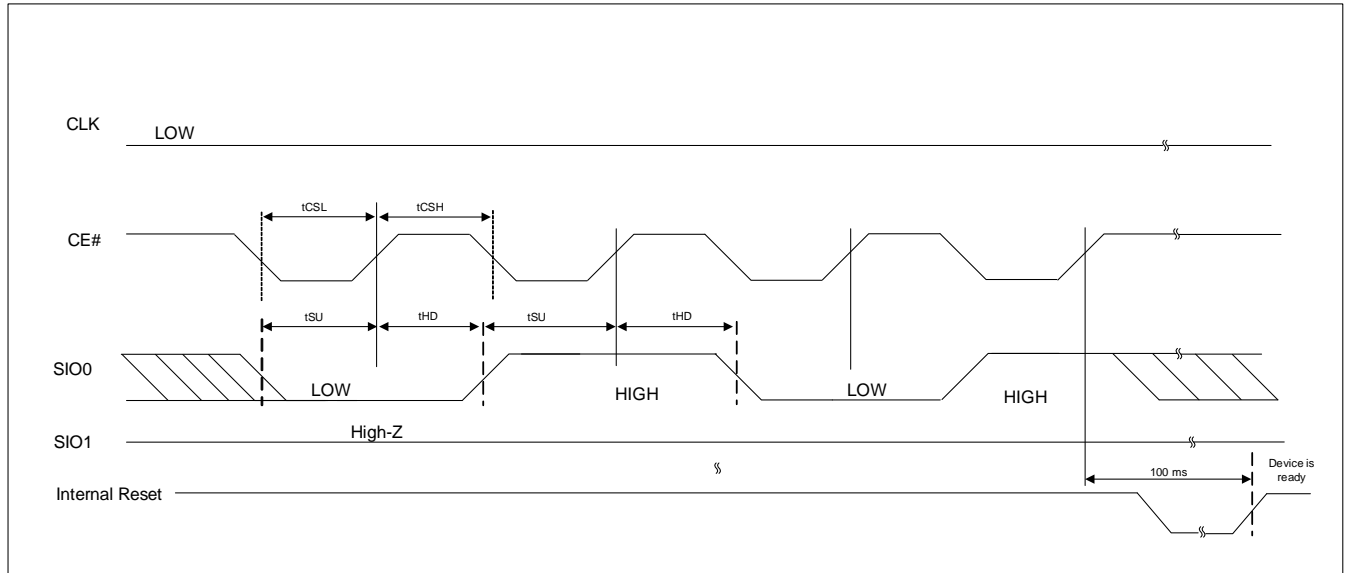 CLK LOW
tCSL tCSH
CE#
tSU tHD tSU tHD
SIO0
LOW HIGH LOW HIGH
High-Z
SIO1
100 ms Device is
ready
Internal Reset